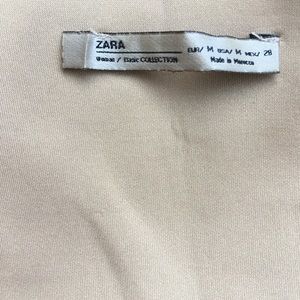 ZARA
Woman / Basic COLLECTION
EUR/ M USA/ M MEX/ 28
Made in Morocco